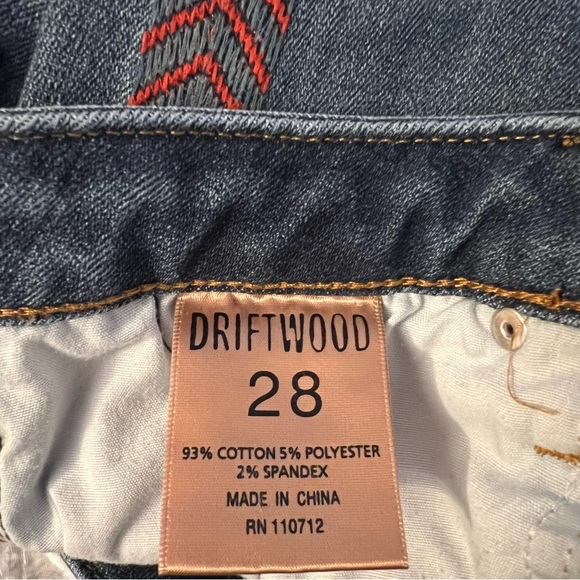 DRIFTWOOD
28
93% COTTON 5% POLYESTER
2% SPANDEX
MADE IN CHINA
RN 110712